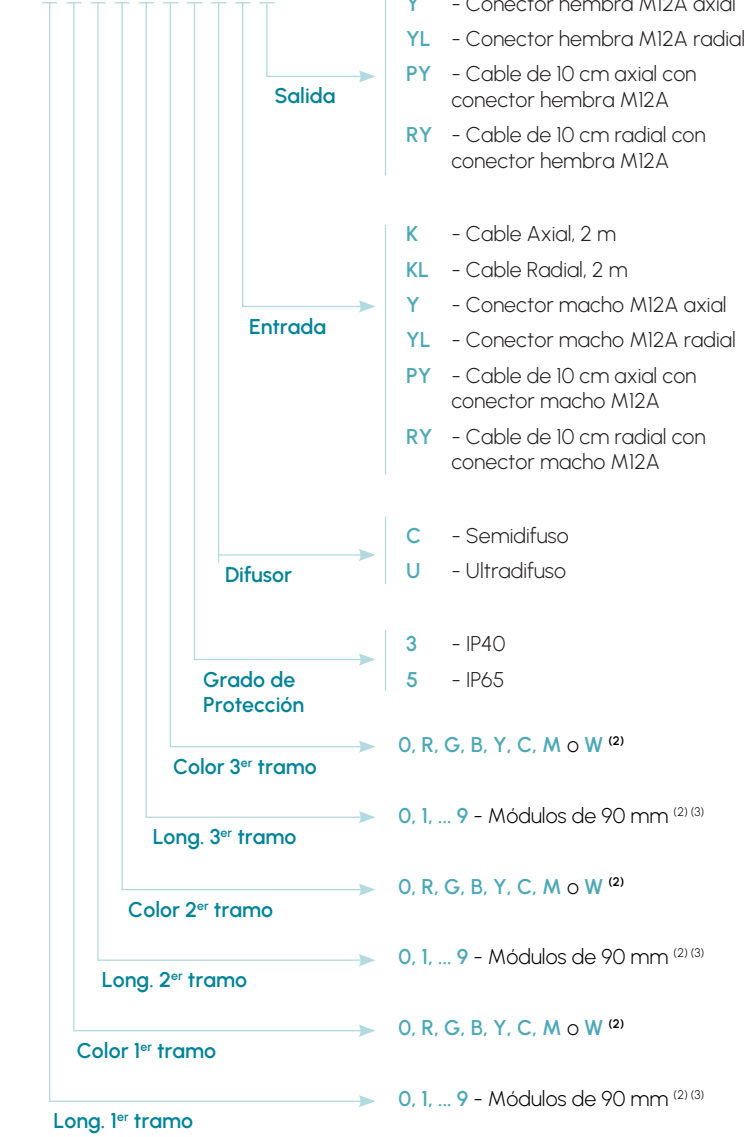 Y - Conector hembra M12A axial
YL - Conector hembra M12A radial
PY - Cable de 10 cm axial con
conector hembra M12A
Salida
RY - Cable de 10 cm radial con
conector hembra M12A
K - Cable Axial, 2 m
KL - Cable Radial, 2 m
Y - Conector macho M12A axial
Entrada
YL - Conector macho M12A radial
PY - Cable de 10 cm axial con
conector macho M12A
RY - Cable de 10 cm radial con
conector macho M12A
C - Semidifuso
U - Ultradifuso
Difusor
3 - IP40
5 - IP65
Grado de
Protección
0, R, G, B, Y, C, M o W (2)
Color 3er tramo
0, 1, ... 9 - Módulos de 90 mm (2) (3)
Long. 3er tramo
0, R, G, B, Y, C, M o W (2)
Color 2er tramo
0, 1, ... 9 - Módulos de 90 mm (2) (3)
Long. 2er tramo
0, R, G, B, Y, C, M o W (2)
Color 1er tramo
0, 1, ... 9 - Módulos de 90 mm (2) (3)
Long. 1er tramo